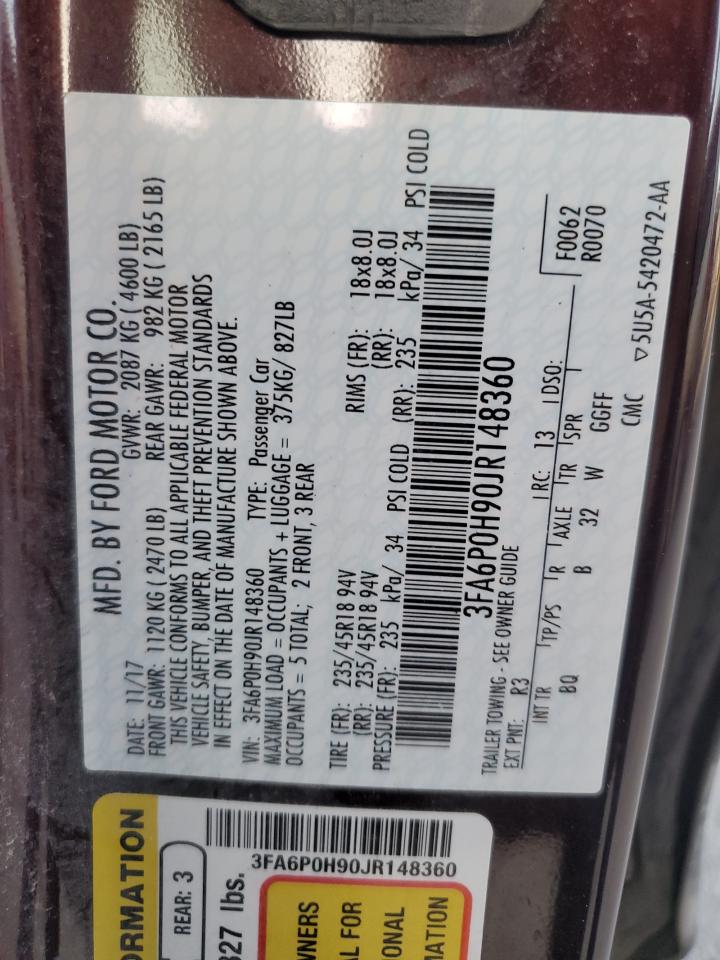 MFD. BY FORD MOTOR CO.
DATE: 11/17 GVWR: 2087 KG ( 4600 LB)
FRONT GAWR: 1120 KG ( 2470 LB) REAR GAWR: 982 KG ( 2165 LB)
THIS VEHICLE CONFORMS TO ALL APPLICABLE FEDERAL MOTOR
VEHICLE SAFETY, BUMPER, AND THEFT PREVENTION STANDARDS
IN EFFECT ON THE DATE OF MANUFACTURE SHOWN ABOVE.
VIN: 3FA6P0H90JR148360 TYPE: Passenger Car
MAXIMUM LOAD = OCCUPANTS + LUGGAGE = 375KG/ 827LB
OCCUPANTS = 5 TOTAL; 2 FRONT, 3 REAR
TIRE (FR): 235/45R18 94V RIMS (FR): 18x8.0J
(RR): 235/45R18 94V (RR): 18x8.0J
PRESSURE (FR): 235 kPa/ 34 PSI COLD (RR): 235 kPa/ 34 PSI COLD
3FA6P0H90JR148360
TRAILER TOWING - SEE OWNER GUIDE
EXT PNT: R3 RC: 13 DSO: F0062
R0070
INT TR TP/PS R AXLE TR SPR
BQ B 32 W GGFF
CMC ▽5U5A-5420472-AA
ORMATION
REAR: 3
3FA6P0H90JR148360
827 lbs.
WNERS
AL FOR
IONAL
MATION